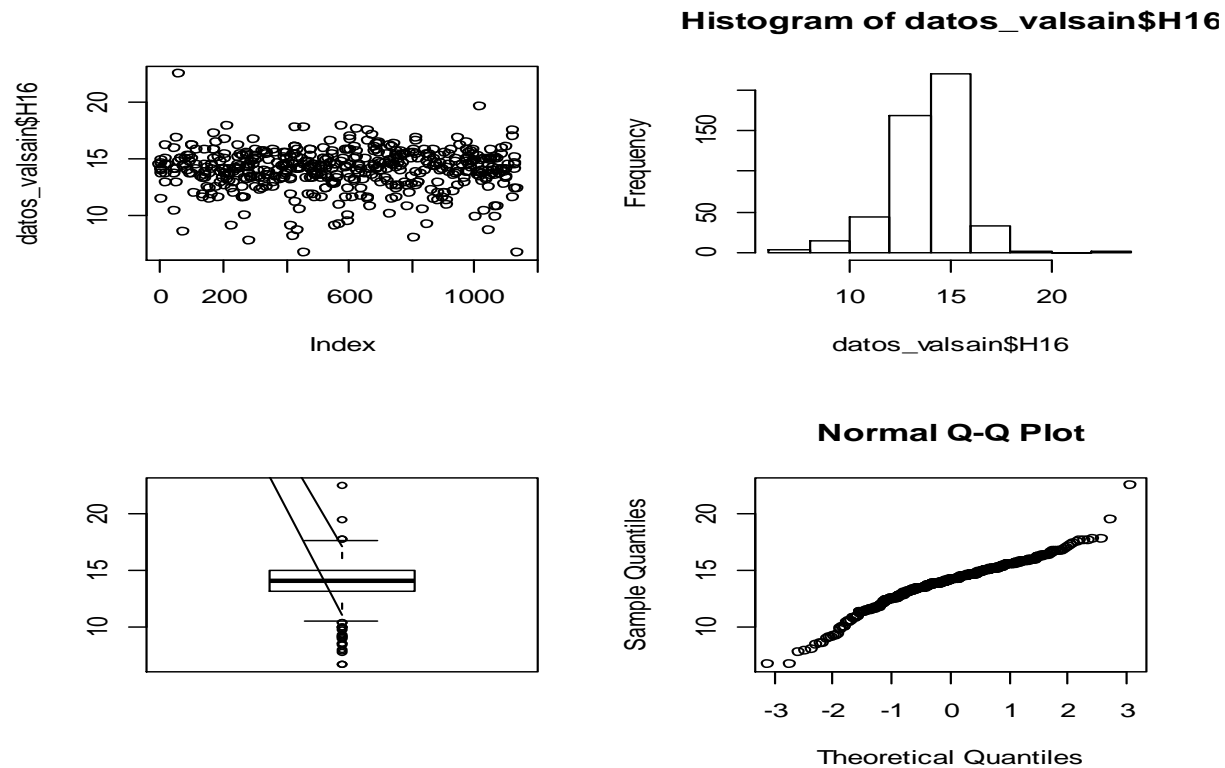 datos_valsain$H16
10 15 20
0 200 600 1000
Index
Histogram of datos_valsain$H16
Frequency
0 50 150
10 15 20
datos_valsain$H16
10 15 20
Normal Q-Q Plot
Sample Quantiles
10 15 20
-3 -2 -1 0 1 2 3
Theoretical Quantiles